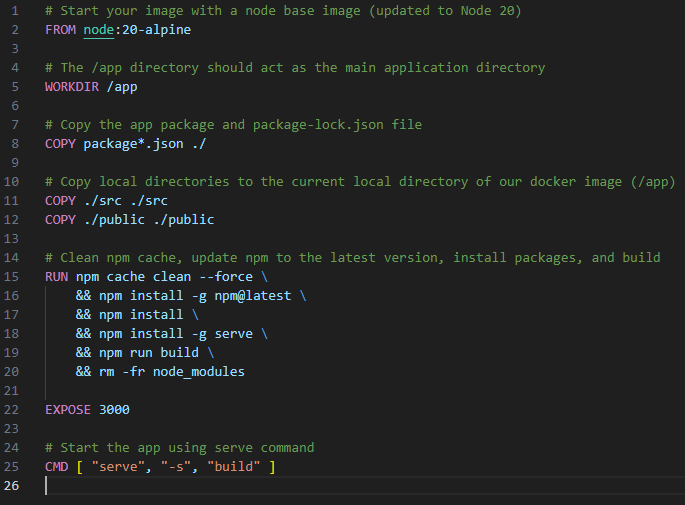 1 # Start your image with a node base image (updated to Node 20)
2 FROM node:20-alpine
3
4 # The /app directory should act as the main application directory
5 WORKDIR /app
6
7 # Copy the app package and package-lock.json file
8 COPY package*.json ./
9
10 # Copy local directories to the current local directory of our docker image (/app)
11 COPY ./src ./src
12 COPY ./public ./public
13
14 # Clean npm cache, update npm to the latest version, install packages, and build
15 RUN npm cache clean --force \
16     && npm install -g npm@latest \
17     && npm install \
18     && npm install -g serve \
19     && npm run build \
20     && rm -fr node_modules
21
22 EXPOSE 3000
23
24 # Start the app using serve command
25 CMD [ "serve", "-s", "build" ]
26